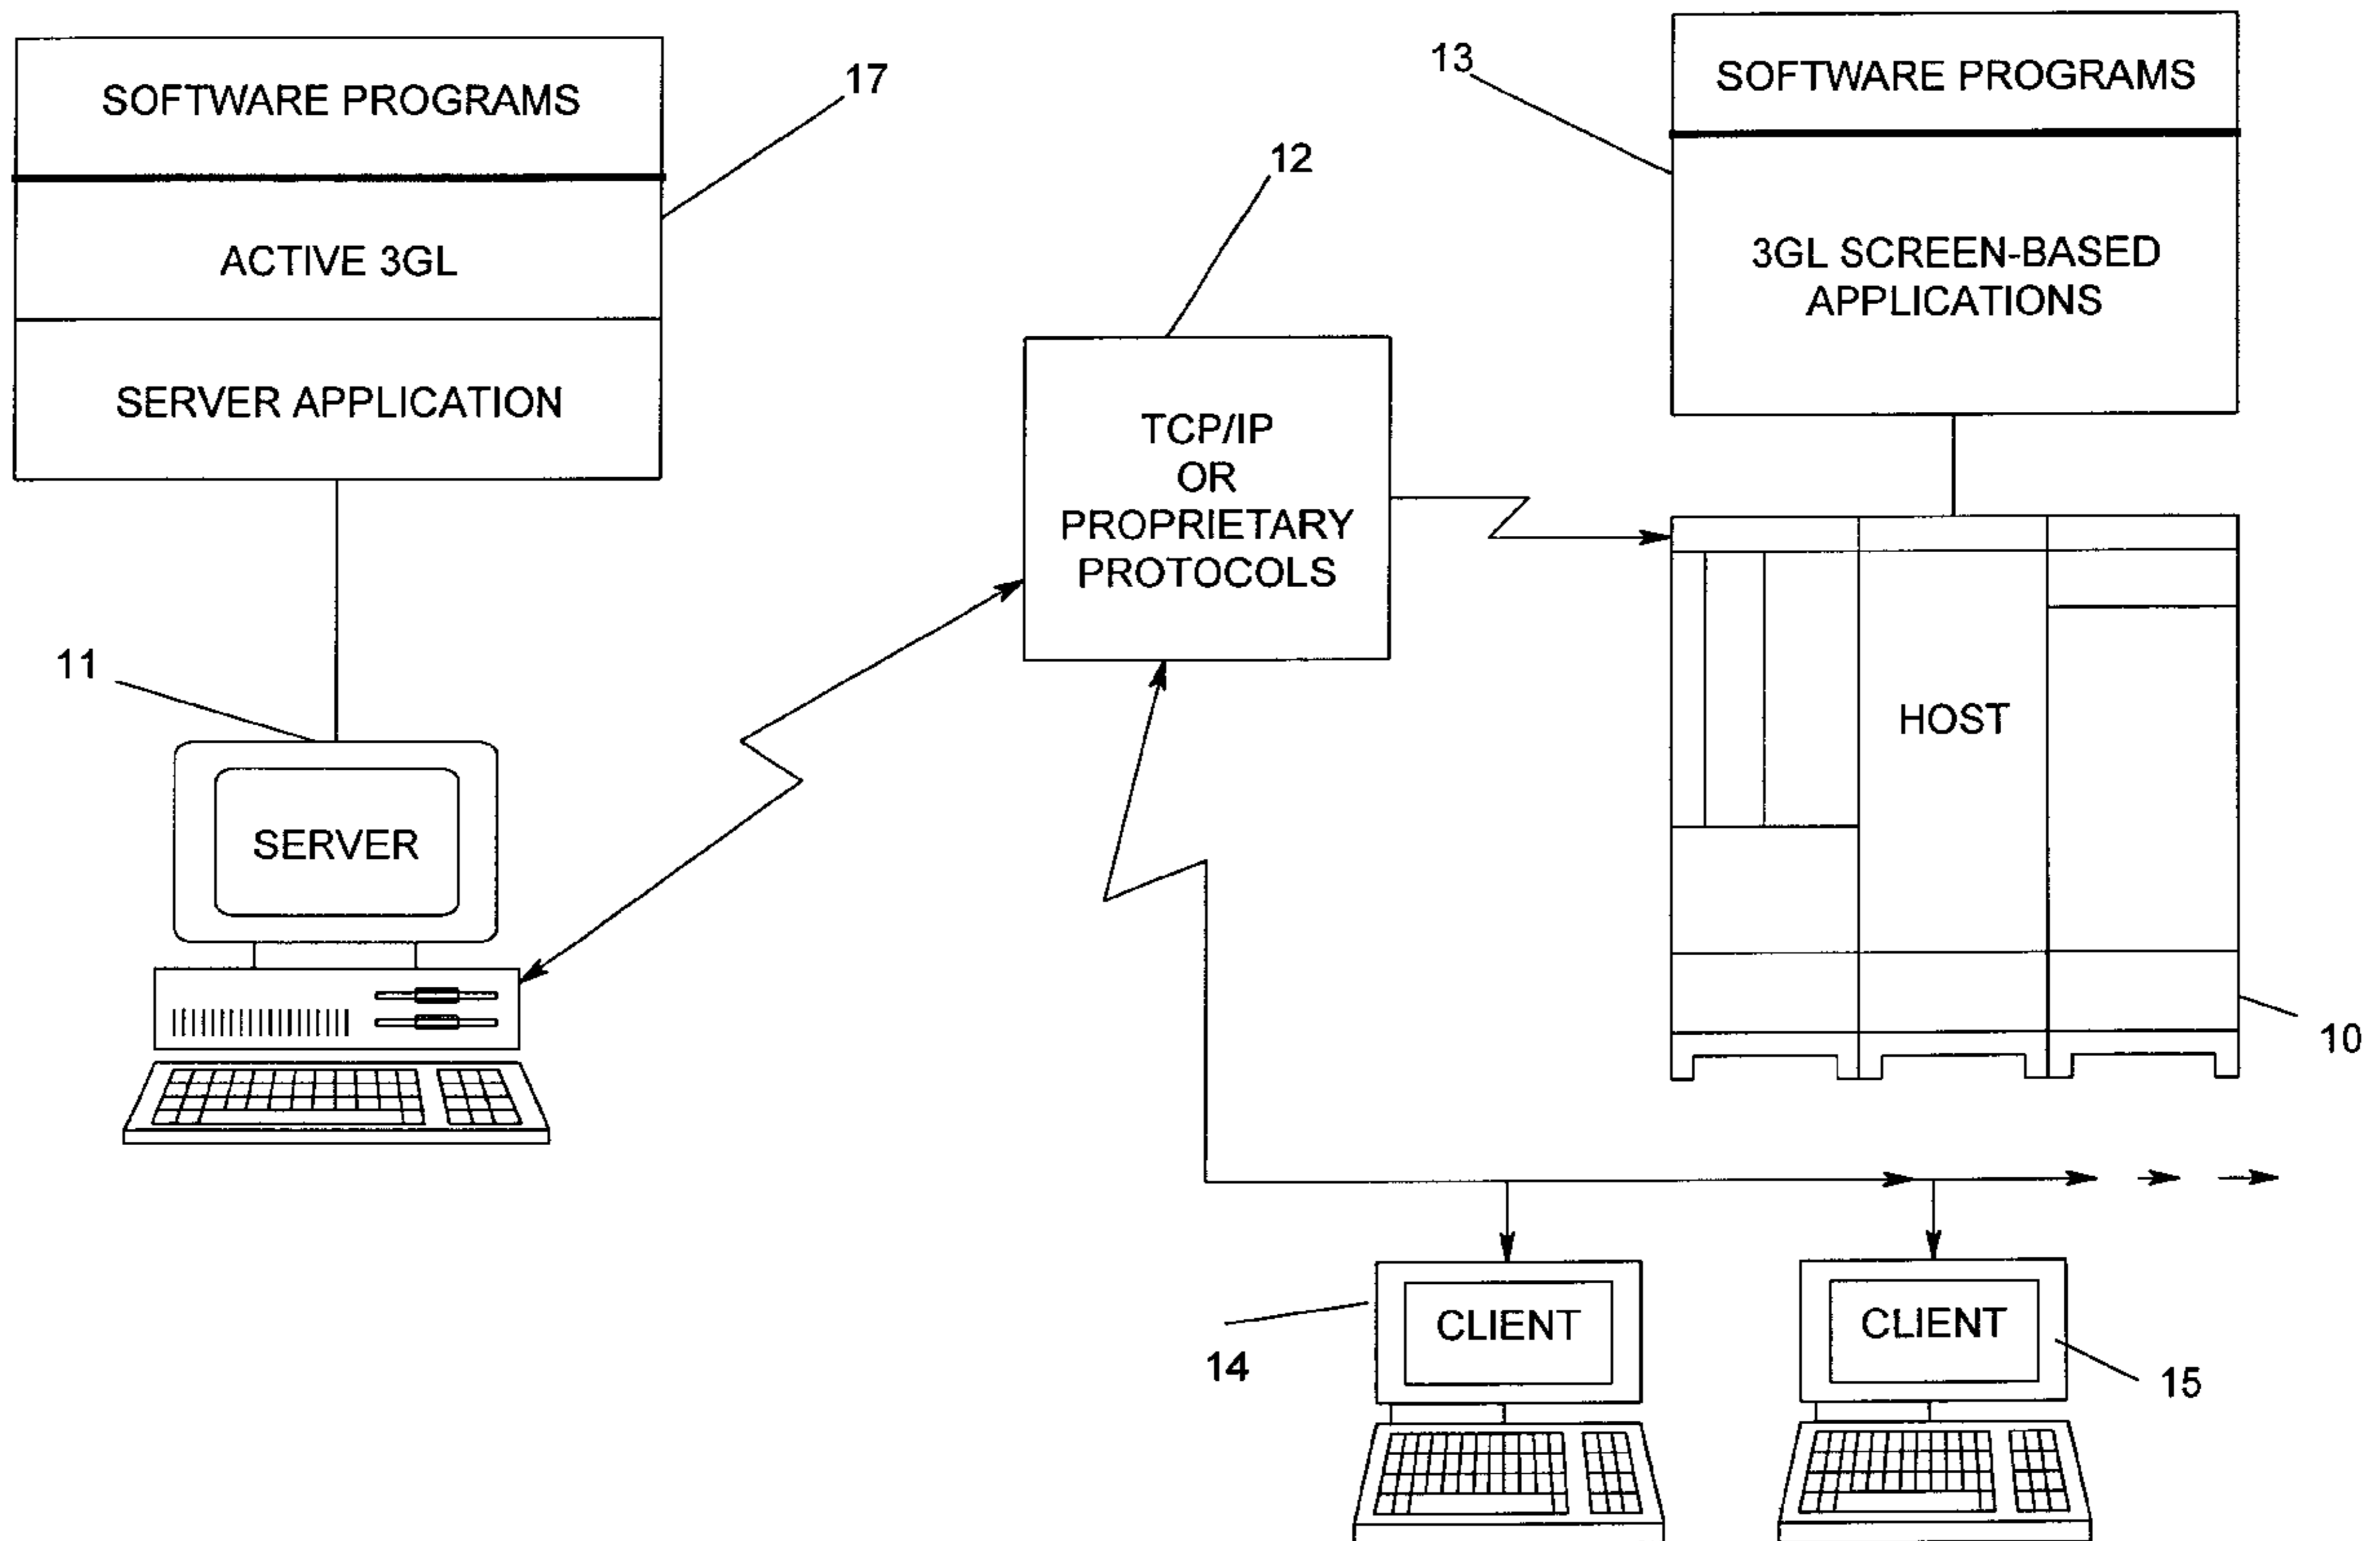 SOFTWARE PROGRAMS
17
ACTIVE 3GL
SERVER APPLICATION
11
SERVER
12
TCP/IP
OR
PROPRIETARY
PROTOCOLS
13
SOFTWARE PROGRAMS
3GL SCREEN-BASED
APPLICATIONS
HOST
10
CLIENT
14
CLIENT
15